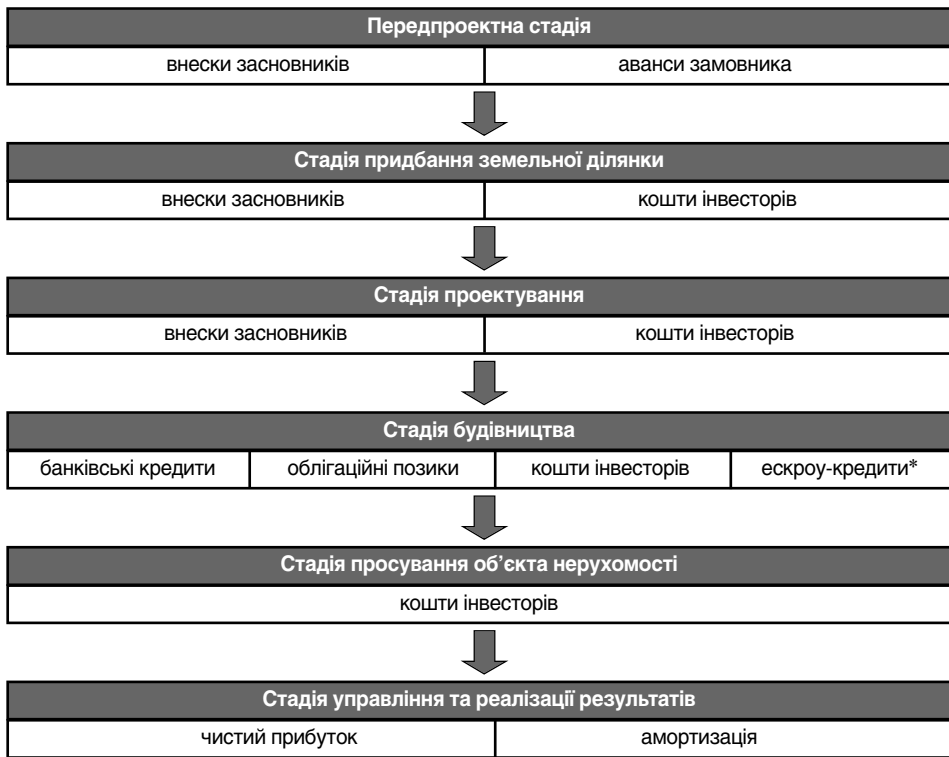 Передпроектна стадія
внески засновників аванси замовника
Стадія придбання земельної ділянки
внески засновників кошти інвесторів
Стадія проектування
внески засновників кошти інвесторів
Стадія будівництва
банківські кредити облігаційні позики кошти інвесторів ескроу-кредити*
Стадія просування об’єкта нерухомості
кошти інвесторів
Стадія управління та реалізації результатів
чистий прибуток амортизація